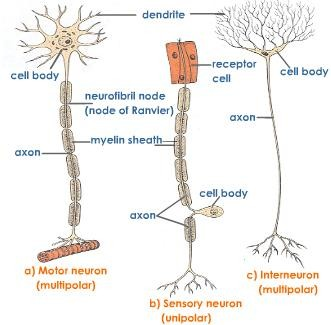 dendrite
cell body
receptor
cell
cell body
neurofibril node
(node of Ranvier)
axon
myelin sheath
axon
cell body
axon
a) Motor neuron
(multipolar)
b) Sensory neuron
(unipolar)
c) Interneuron
(multipolar)